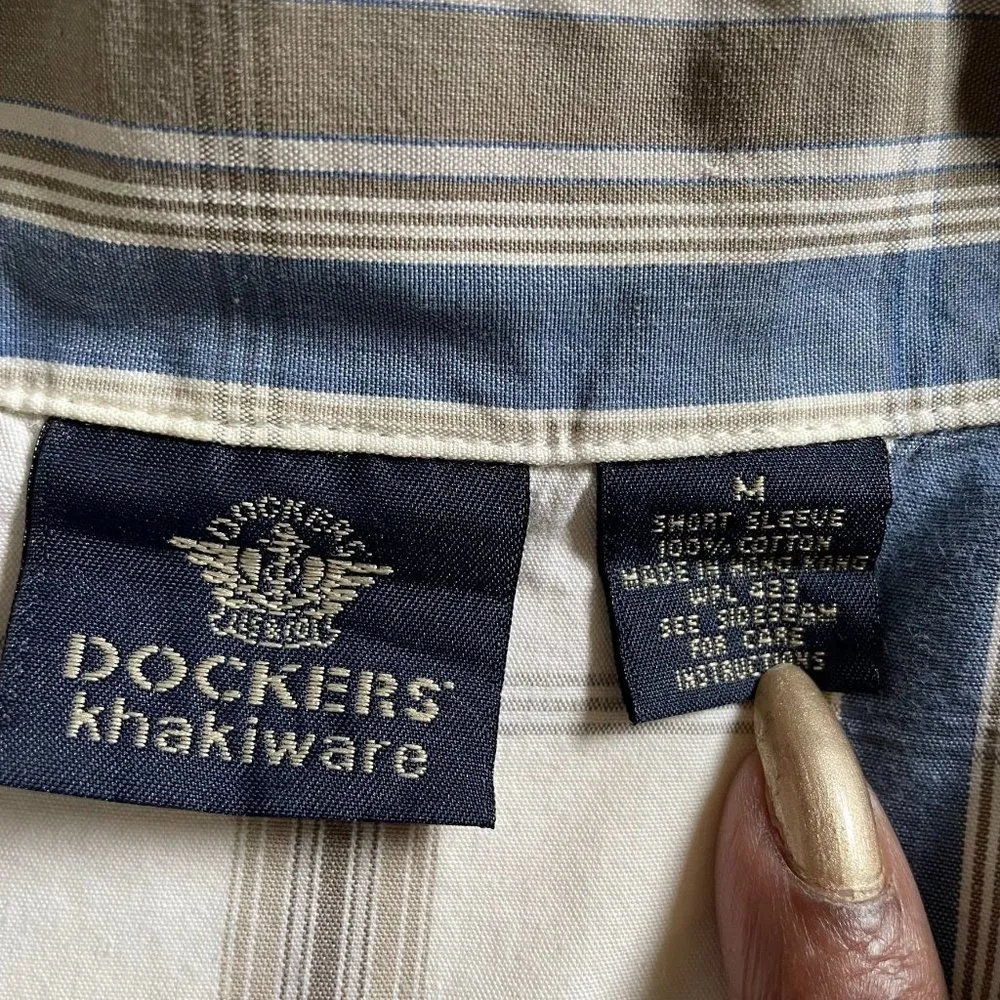 DOCKERS
DOCKERS
khakiware
M
SHORT SLEEVE
100% COTTON
MADE IN HONG KONG
WPL 423
SEE SIDESEAM
FOR CARE
INSTRUCTIONS